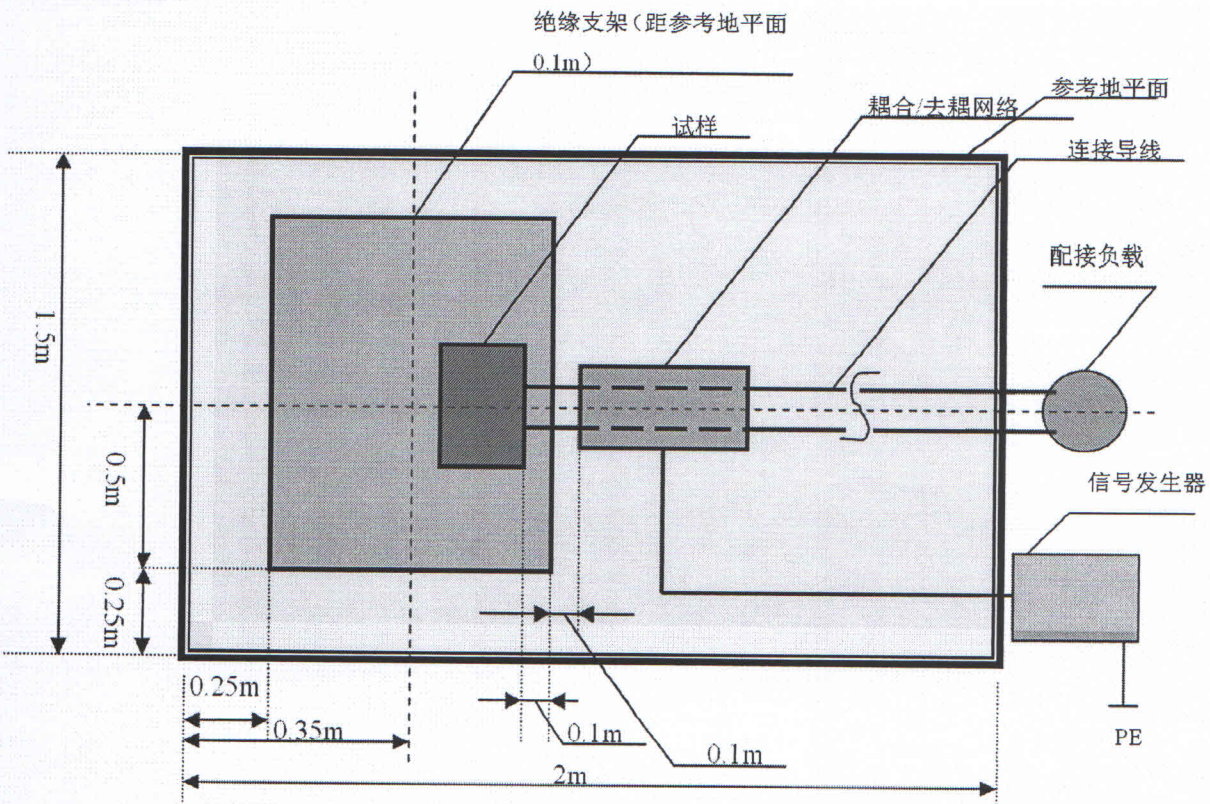 绝缘支架（距参考地平面
0.1m）
参考地平面
耦合/去耦网络
试样
连接导线
配接负载
1.5m
0.5m
信号发生器
0.25m
0.25m
0.35m
0.1m
0.1m
PE
2m